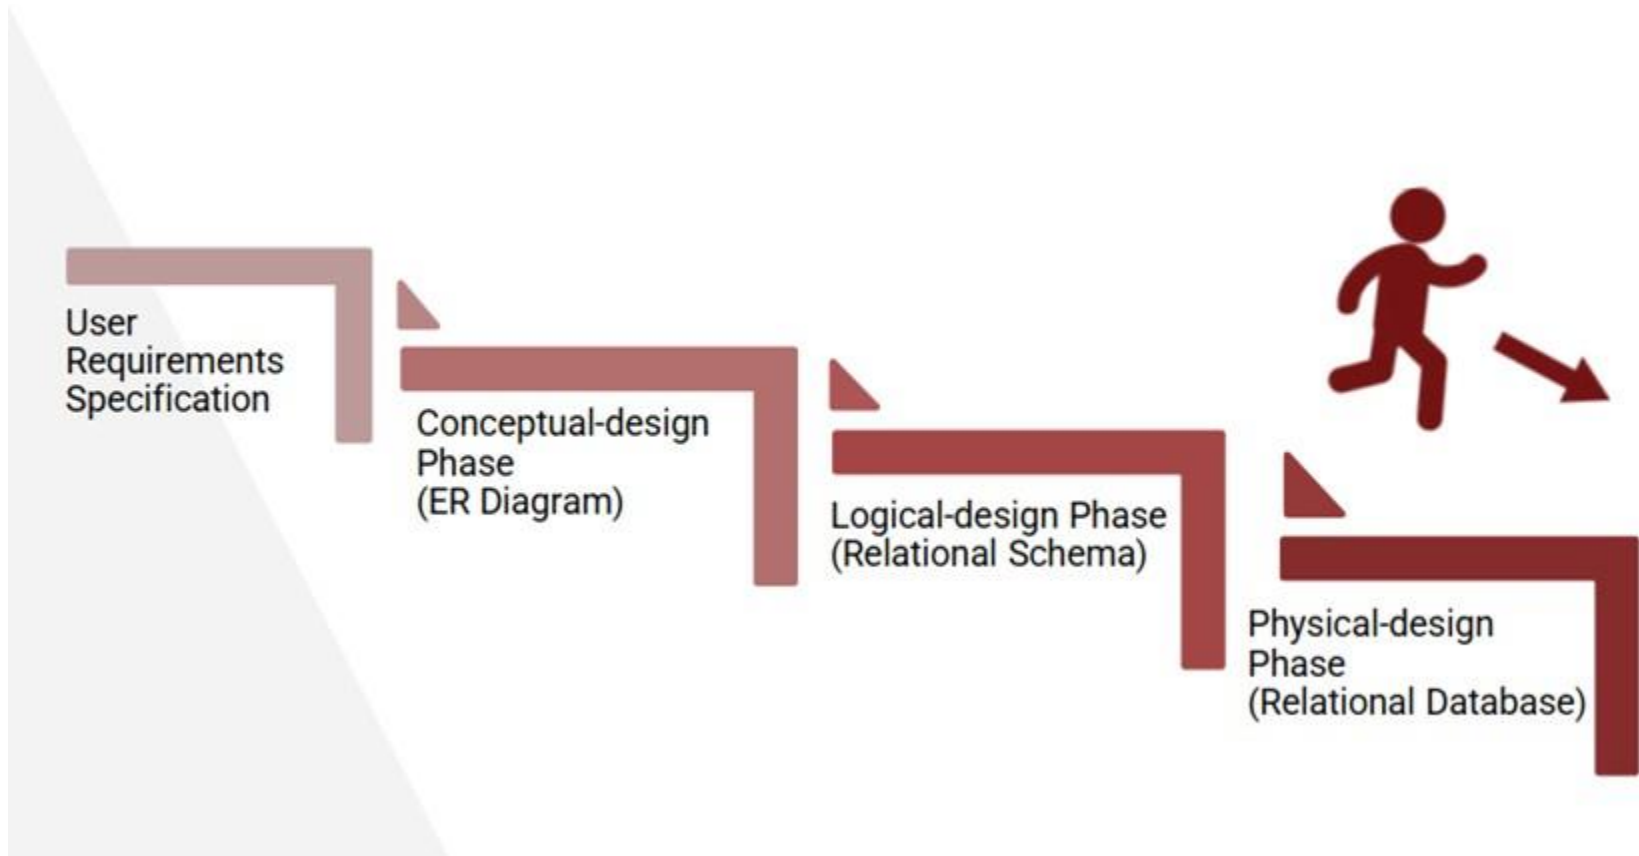 User
Requirements
Specification
Conceptual-design
Phase
(ER Diagram)
Logical-design Phase
(Relational Schema)
Physical-design
Phase
(Relational Database)